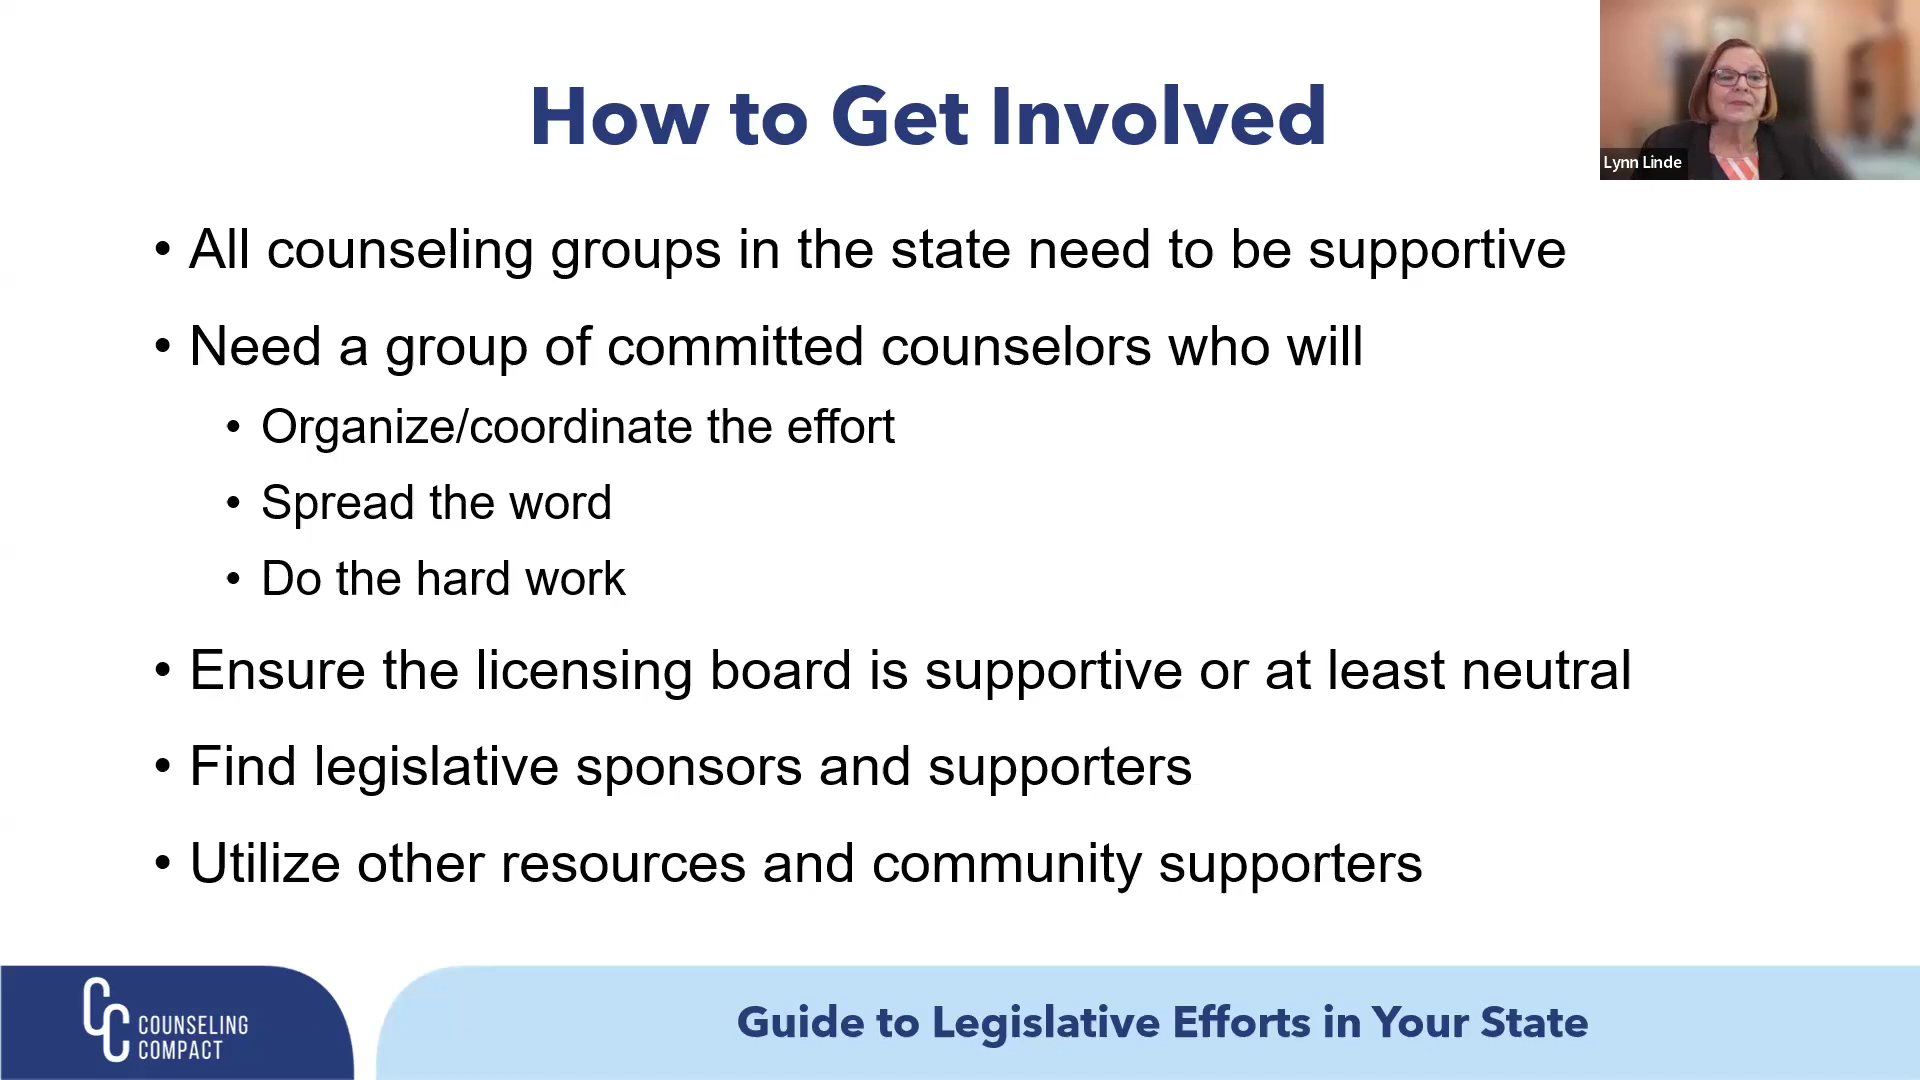 How to Get Involved
Lynn Linde
• All counseling groups in the state need to be supportive
• Need a group of committed counselors who will
• Organize/coordinate the effort
• Spread the word
• Do the hard work
• Ensure the licensing board is supportive or at least neutral
• Find legislative sponsors and supporters
• Utilize other resources and community supporters
CC COUNSELING
COMPACT
Guide to Legislative Efforts in Your State